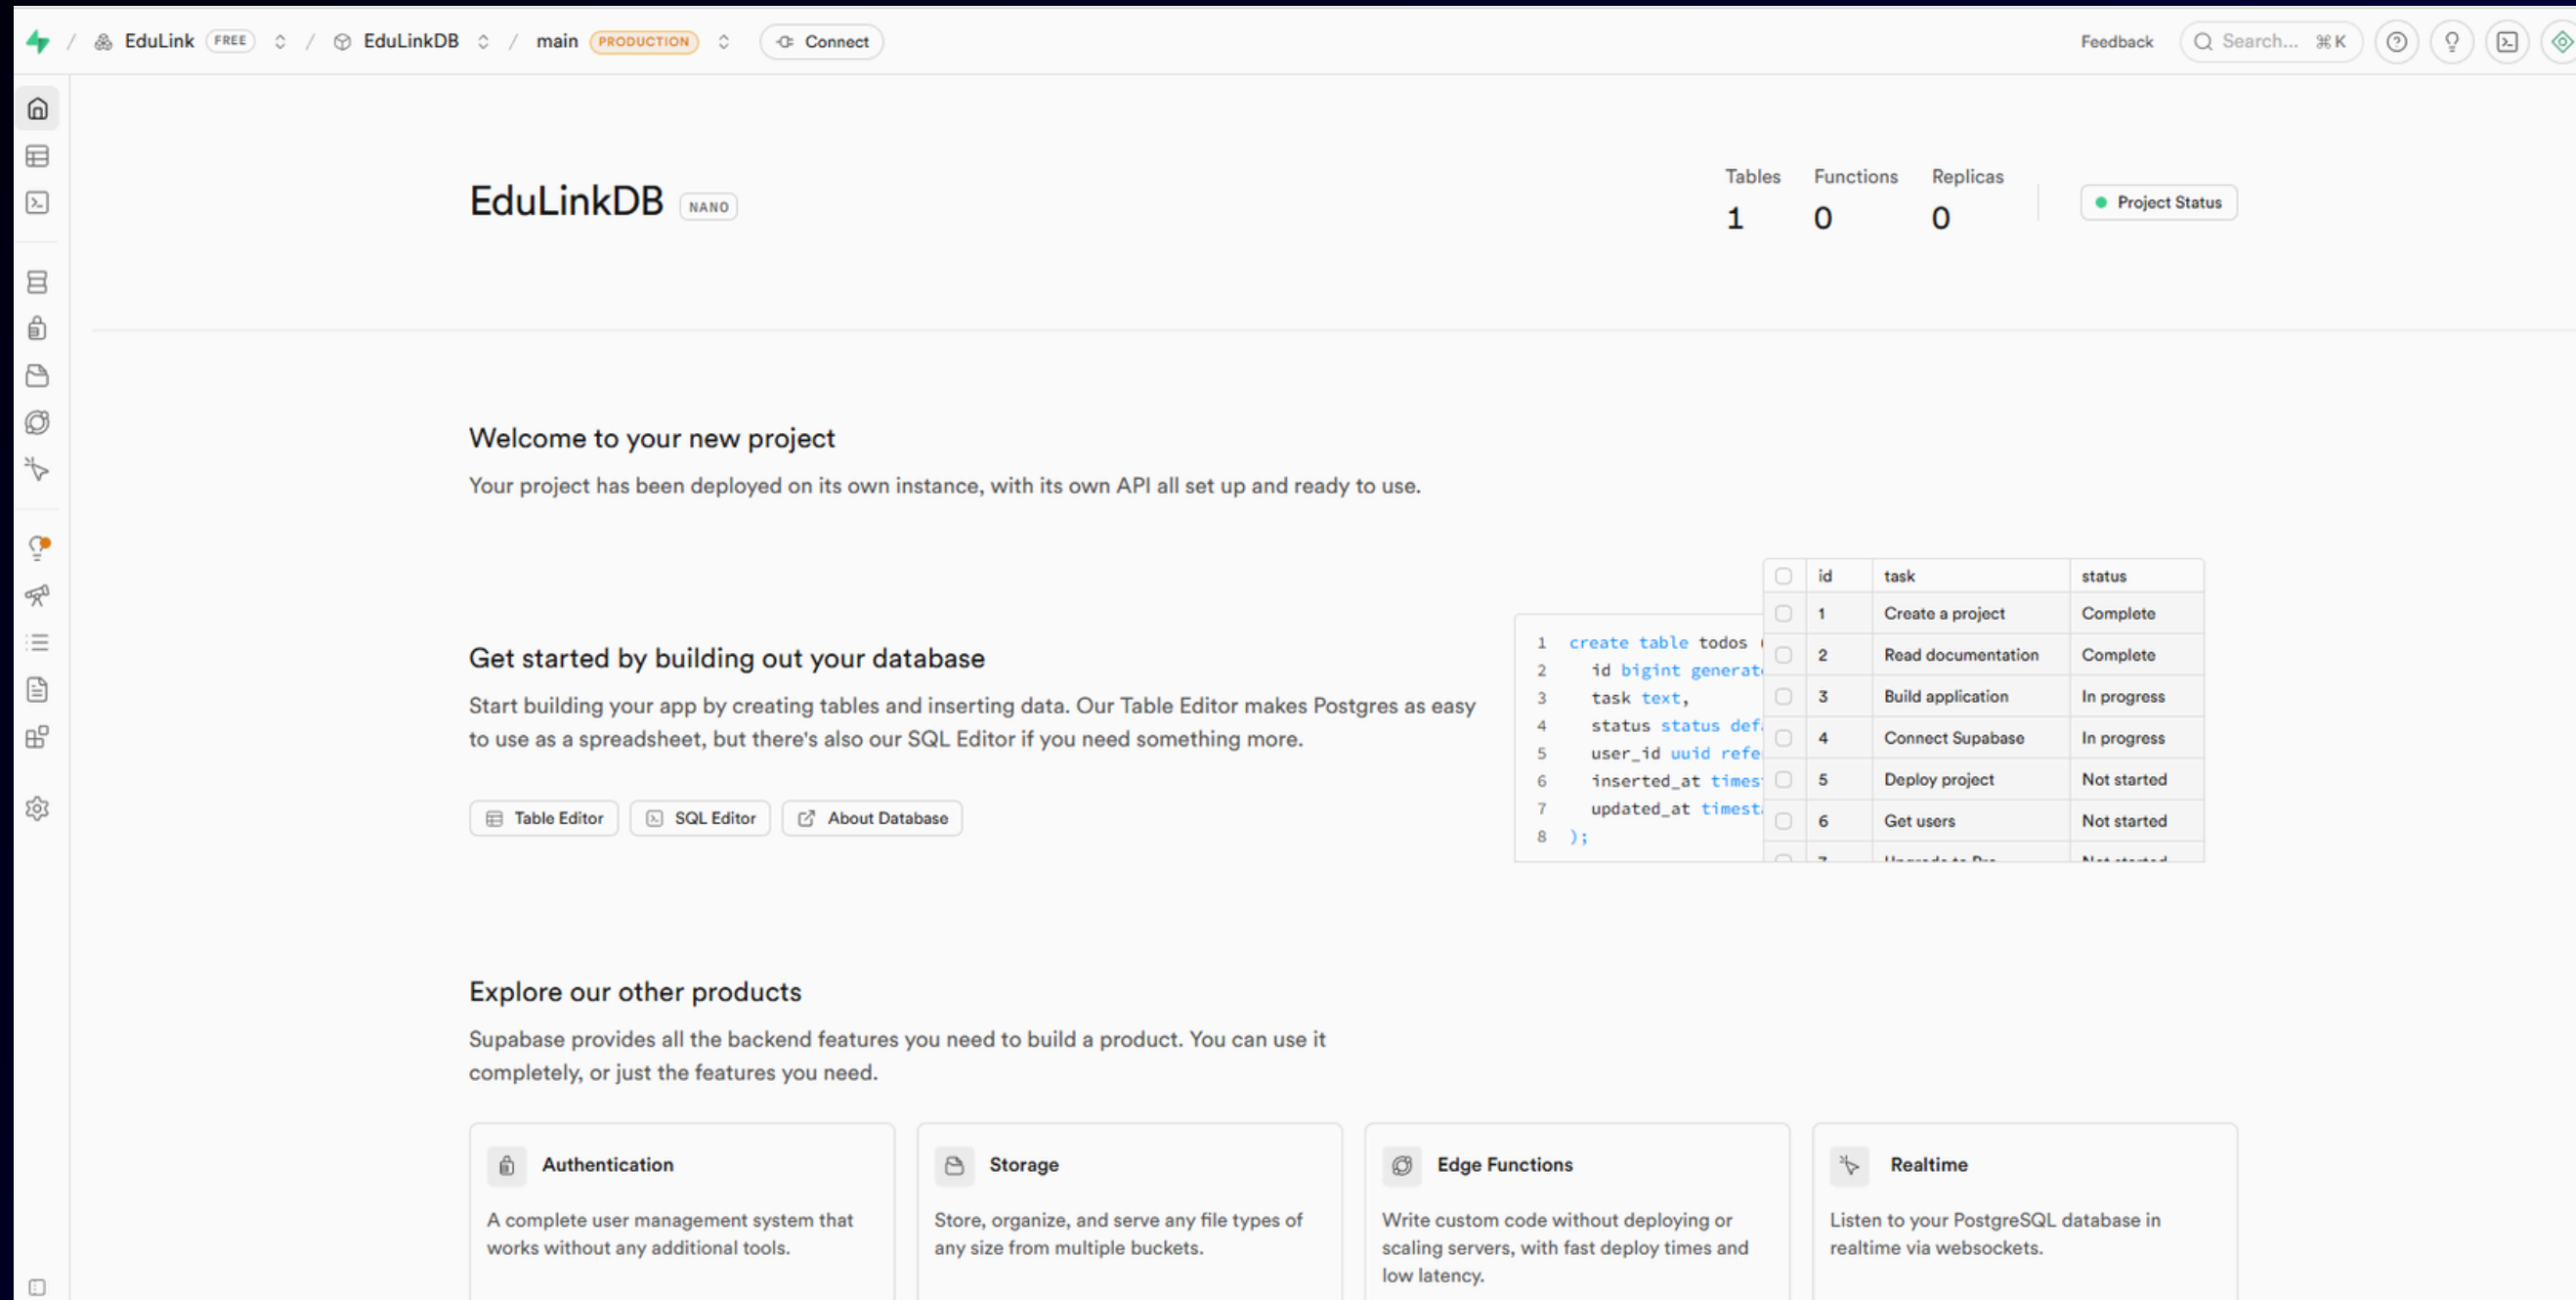 / EduLink FREE / EduLinkDB / main PRODUCTION Connect
Feedback Search... ⌘K
EduLinkDB NANO
Tables Functions Replicas
1 0 0
Project Status
Welcome to your new project
Your project has been deployed on its own instance, with its own API all set up and ready to use.
Get started by building out your database
Start building your app by creating tables and inserting data. Our Table Editor makes Postgres as easy
to use as a spreadsheet, but there's also our SQL Editor if you need something more.
Table Editor SQL Editor About Database
1 create table todos
2 id bigint generat
3 task text,
4 status status def
5 user_id uuid refe
6 inserted_at times
7 updated_at timest
8 );
id task status
1 Create a project Complete
2 Read documentation Complete
3 Build application In progress
4 Connect Supabase In progress
5 Deploy project Not started
6 Get users Not started
Explore our other products
Supabase provides all the backend features you need to build a product. You can use it
completely, or just the features you need.
Authentication
A complete user management system that
works without any additional tools.
Storage
Store, organize, and serve any file types of
any size from multiple buckets.
Edge Functions
Write custom code without deploying or
scaling servers, with fast deploy times and
low latency.
Realtime
Listen to your PostgreSQL database in
realtime via websockets.